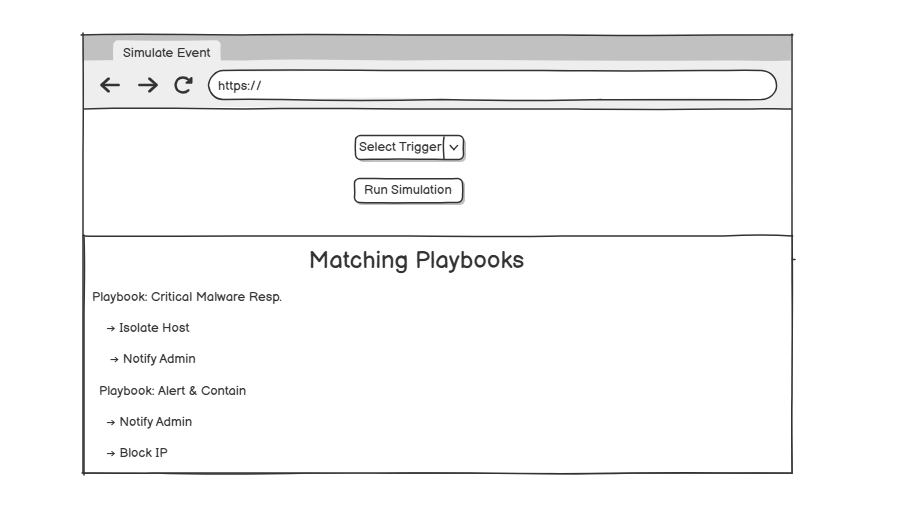 Simulate Event
https://
Select Trigger
Run Simulation
Matching Playbooks
Playbook: Critical Malware Resp.
→ Isolate Host
→ Notify Admin
Playbook: Alert & Contain
→ Notify Admin
→ Block IP